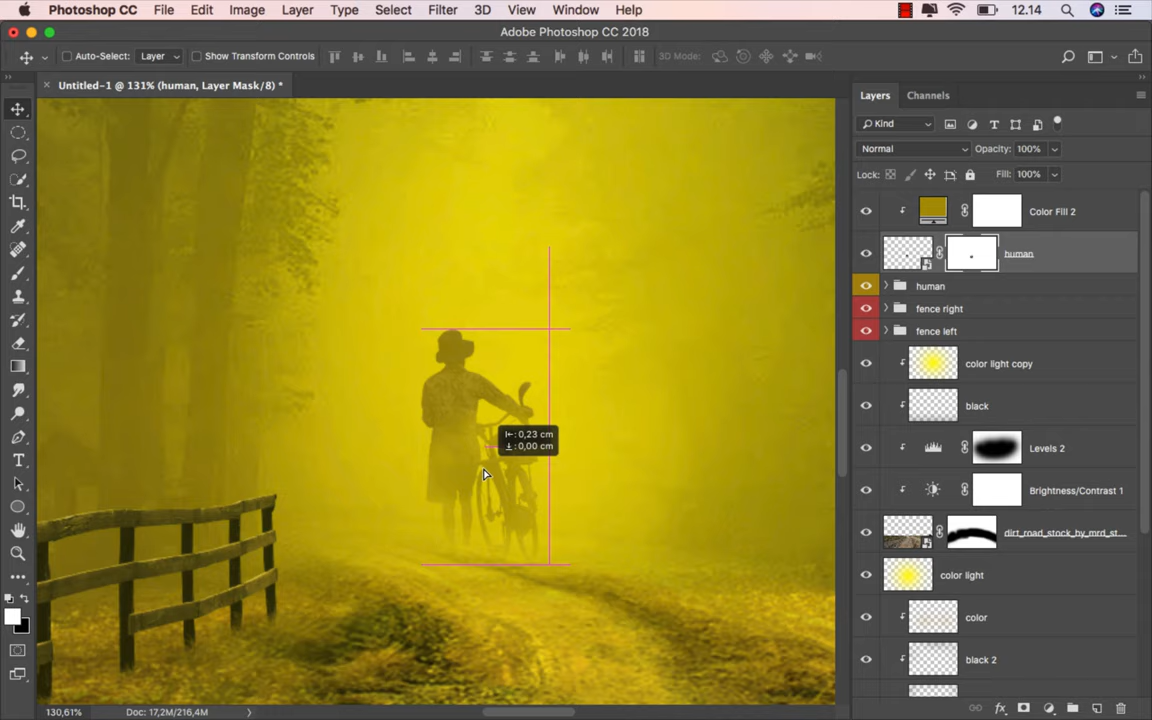 Photoshop CC File Edit Image Layer Type Select Filter 3D View Window Help 12.14
Adobe Photoshop CC 2018
Auto-Select: Layer Show Transform Controls 3D Mode:
× Untitled-1 @ 131% (human, Layer Mask/8) *
Layers Channels
Kind
Normal Opacity: 100%
Lock: Fill: 100%
Color Fill 2
human
human
fence right
fence left
color light copy
black
Levels 2
Brightness/Contrast 1
dirt_road_stock_by_mrd_st...
color light
color
black 2
: 0,23 cm
: 0,00 cm
130,61% Doc: 17,2M/216,4M